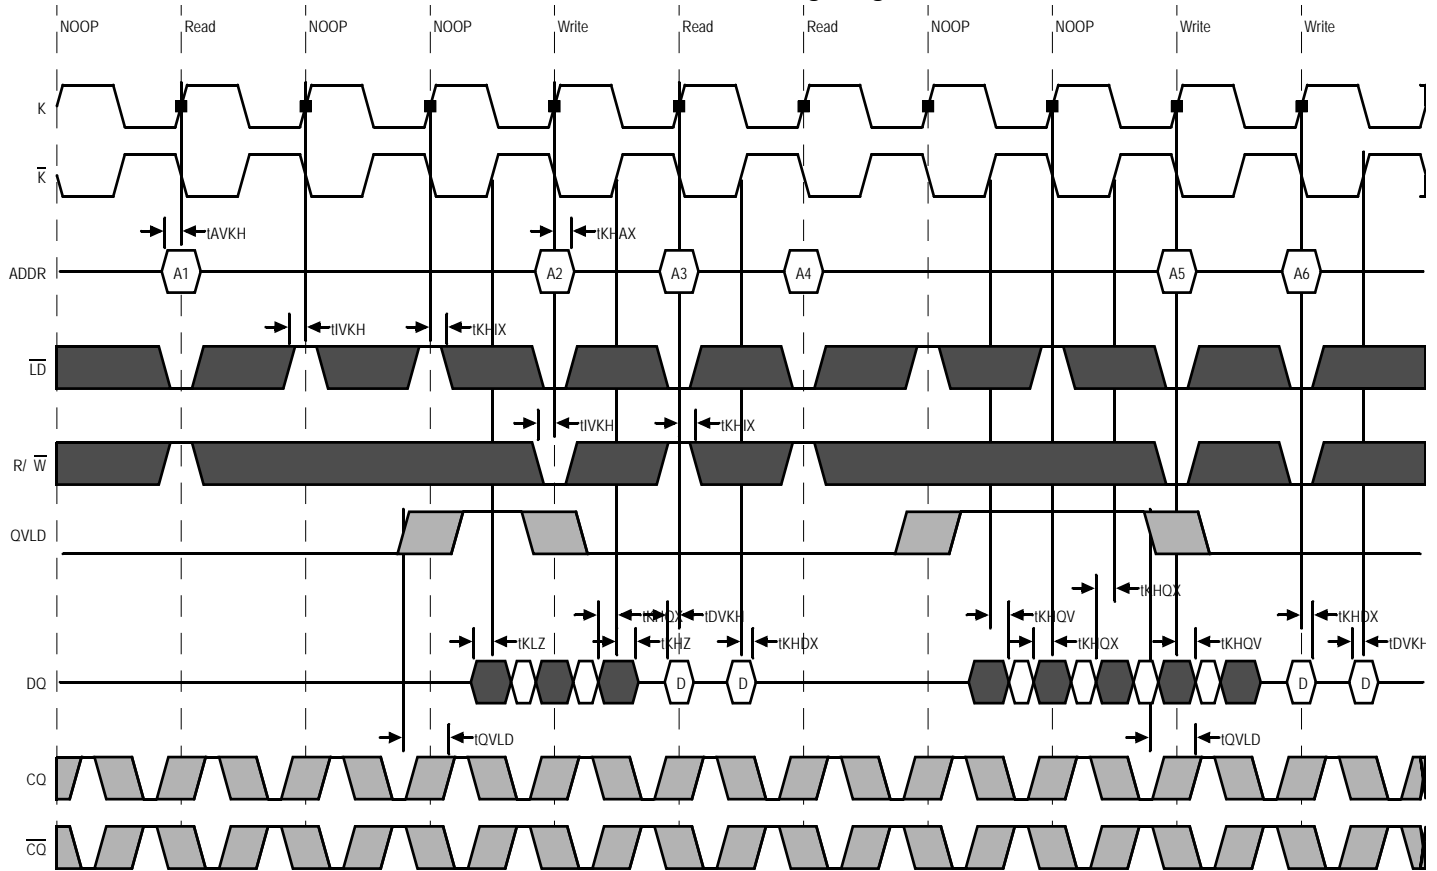 NOOP Read NOOP NOOP Write Read Read NOOP NOOP Write Write
K
K
tAVKH tKHAX
ADDR A1 A2 A3 A4 A5 A6
tIVKH tKHIX
LD
tIVKH tKHIX
R/ W
QVLD
tKHQX
tKHQX tDVKH tKHQV tKHDX
tKLZ tKHZ tKHDX tKHQX tKHQV tDVKH
DQ D D D D
tQVLD tQVLD
CQ
CQ